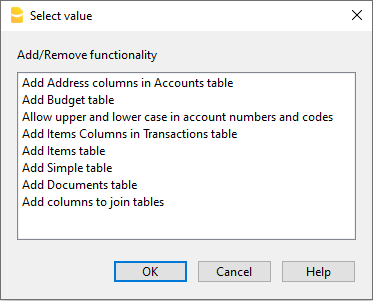 Select value
Add/Remove functionality
Add Address columns in Accounts table
Add Budget table
Allow upper and lower case in account numbers and codes
Add Items Columns in Transactions table
Add Items table
Add Simple table
Add Documents table
Add columns to join tables
OK
Cancel
Help